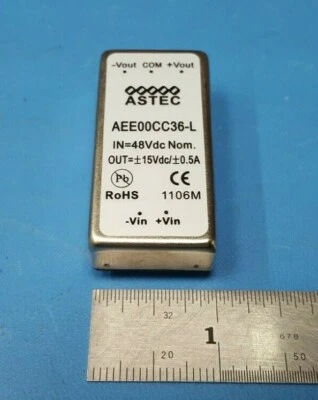 -Vout COM +Vout
ASTEC
AEE00CC36-L
IN=48Vdc Nom.
OUT=±15Vdc/±0.5A
Pb CE
RoHS 1106M
-Vin +Vin
32
1
678
20
50